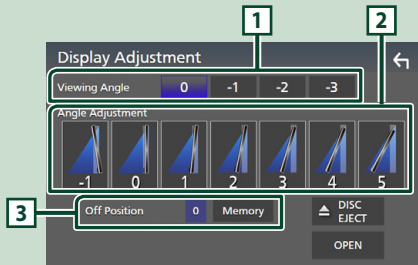 1 2
Display Adjustment
Viewing Angle 0 -1 -2 -3
Angle Adjustment
-1 0 1 2 3 4 5
3
Off Position 0 Memory
DISC
EJECT
OPEN